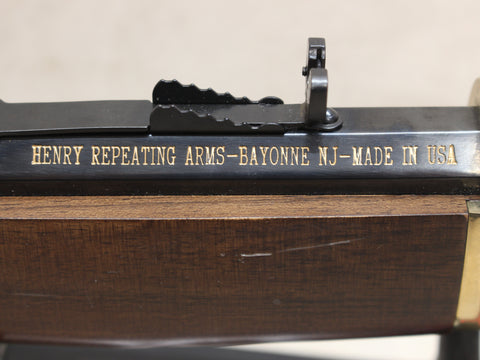 HENRY REPEATING ARMS-BAYONNE NJ-MADE IN USA